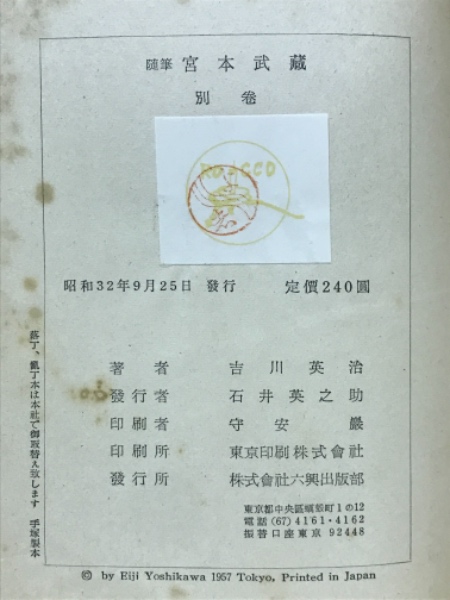 随筆 宮本武藏
別卷
ROKKO
昭和32年9月25日 發行 定價240圓
著者 吉川英治
發行者 石井英之助
印刷者 守安巖
印刷所 東京印刷株式會社
發行所 株式會社六興出版部
東京都中央區 町1の12
電話 (67) 4161・4162
振替口座東京 92448
落丁、亂丁本は本社で御取替え致します 手塚製本
© by Eiji Yoshikawa 1957 Tokyo, Printed in Japan